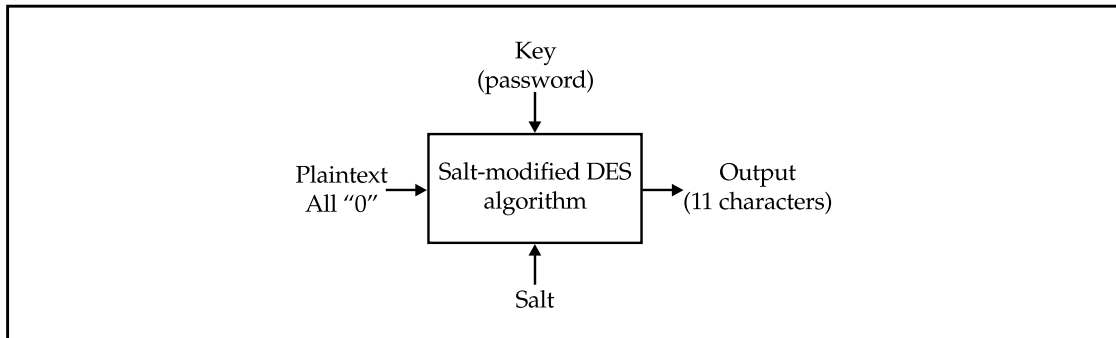 Key
(password)
Plaintext
All “0”
Salt-modified DES
algorithm
Output
(11 characters)
Salt